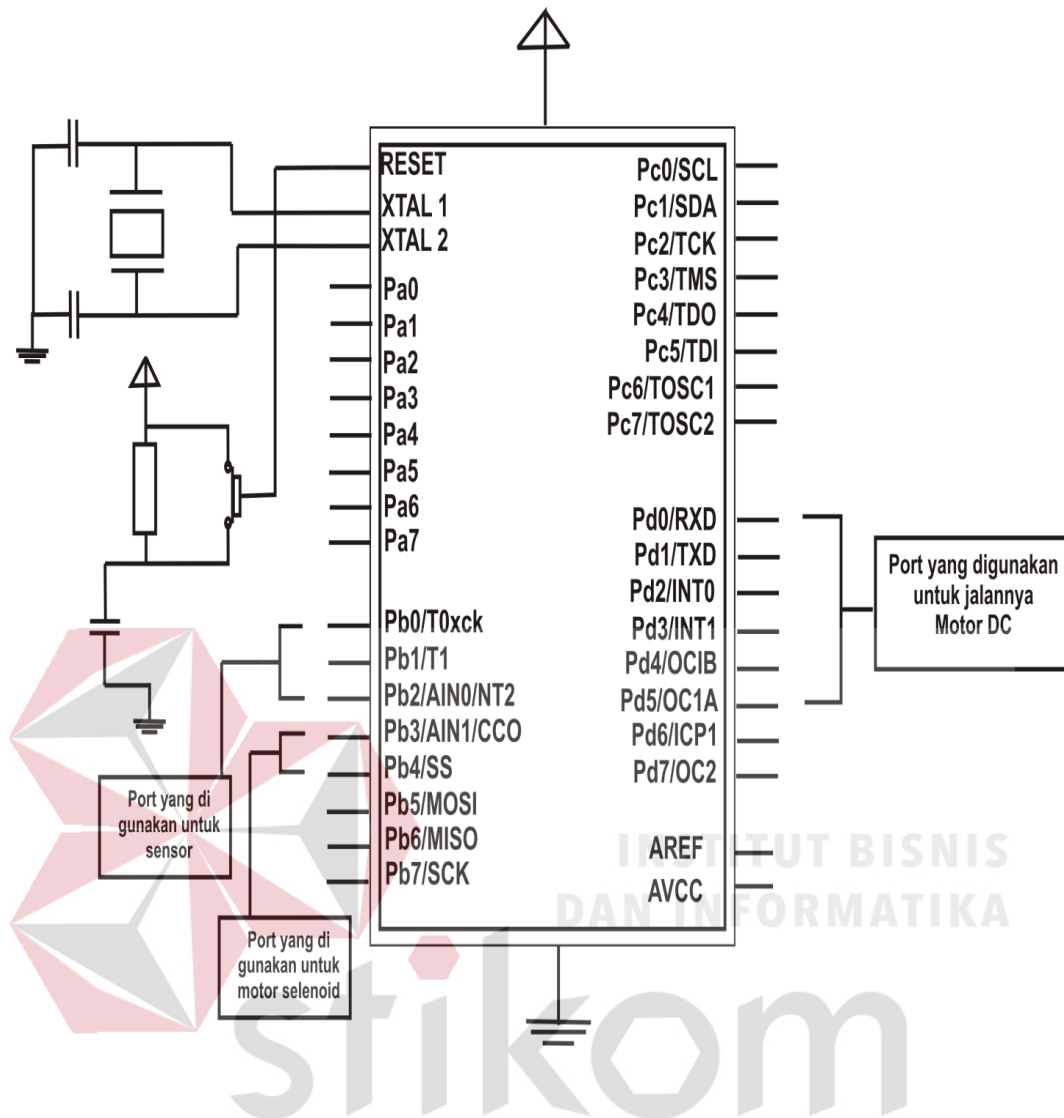 RESET
XTAL 1
XTAL 2
Pa0
Pa1
Pa2
Pa3
Pa4
Pa5
Pa6
Pa7
Pb0/T0xck
Pb1/T1
Pb2/AIN0/NT2
Pb3/AIN1/CCO
Pb4/SS
Pb5/MOSI
Pb6/MISO
Pb7/SCK
Pc0/SCL
Pc1/SDA
Pc2/TCK
Pc3/TMS
Pc4/TDO
Pc5/TDI
Pc6/TOSC1
Pc7/TOSC2
Pd0/RXD
Pd1/TXD
Pd2/INT0
Pd3/INT1
Pd4/OCIB
Pd5/OC1A
Pd6/ICP1
Pd7/OC2
AREF
AVCC
Port yang digunakan
untuk jalannya
Motor DC
Port yang di
gunakan untuk
sensor
Port yang di
gunakan untuk
motor selenoid
INSTITUT BISNIS
DAN INFORMATIKA
stikom